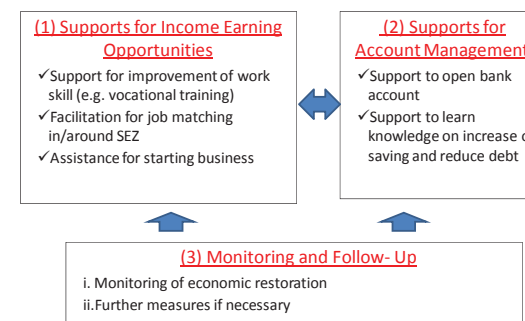 (1) Supports for Income Earning
Opportunities
✓Support for improvement of work
skill (e.g. vocational training)
✓Facilitation for job matching
in/around SEZ
✓Assistance for starting business
(2) Supports for
Account Management
✓Support to open bank
account
✓Support to learn
knowledge on increase
saving and reduce debt
(3) Monitoring and Follow- Up
i. Monitoring of economic restoration
ii.Further measures if necessary